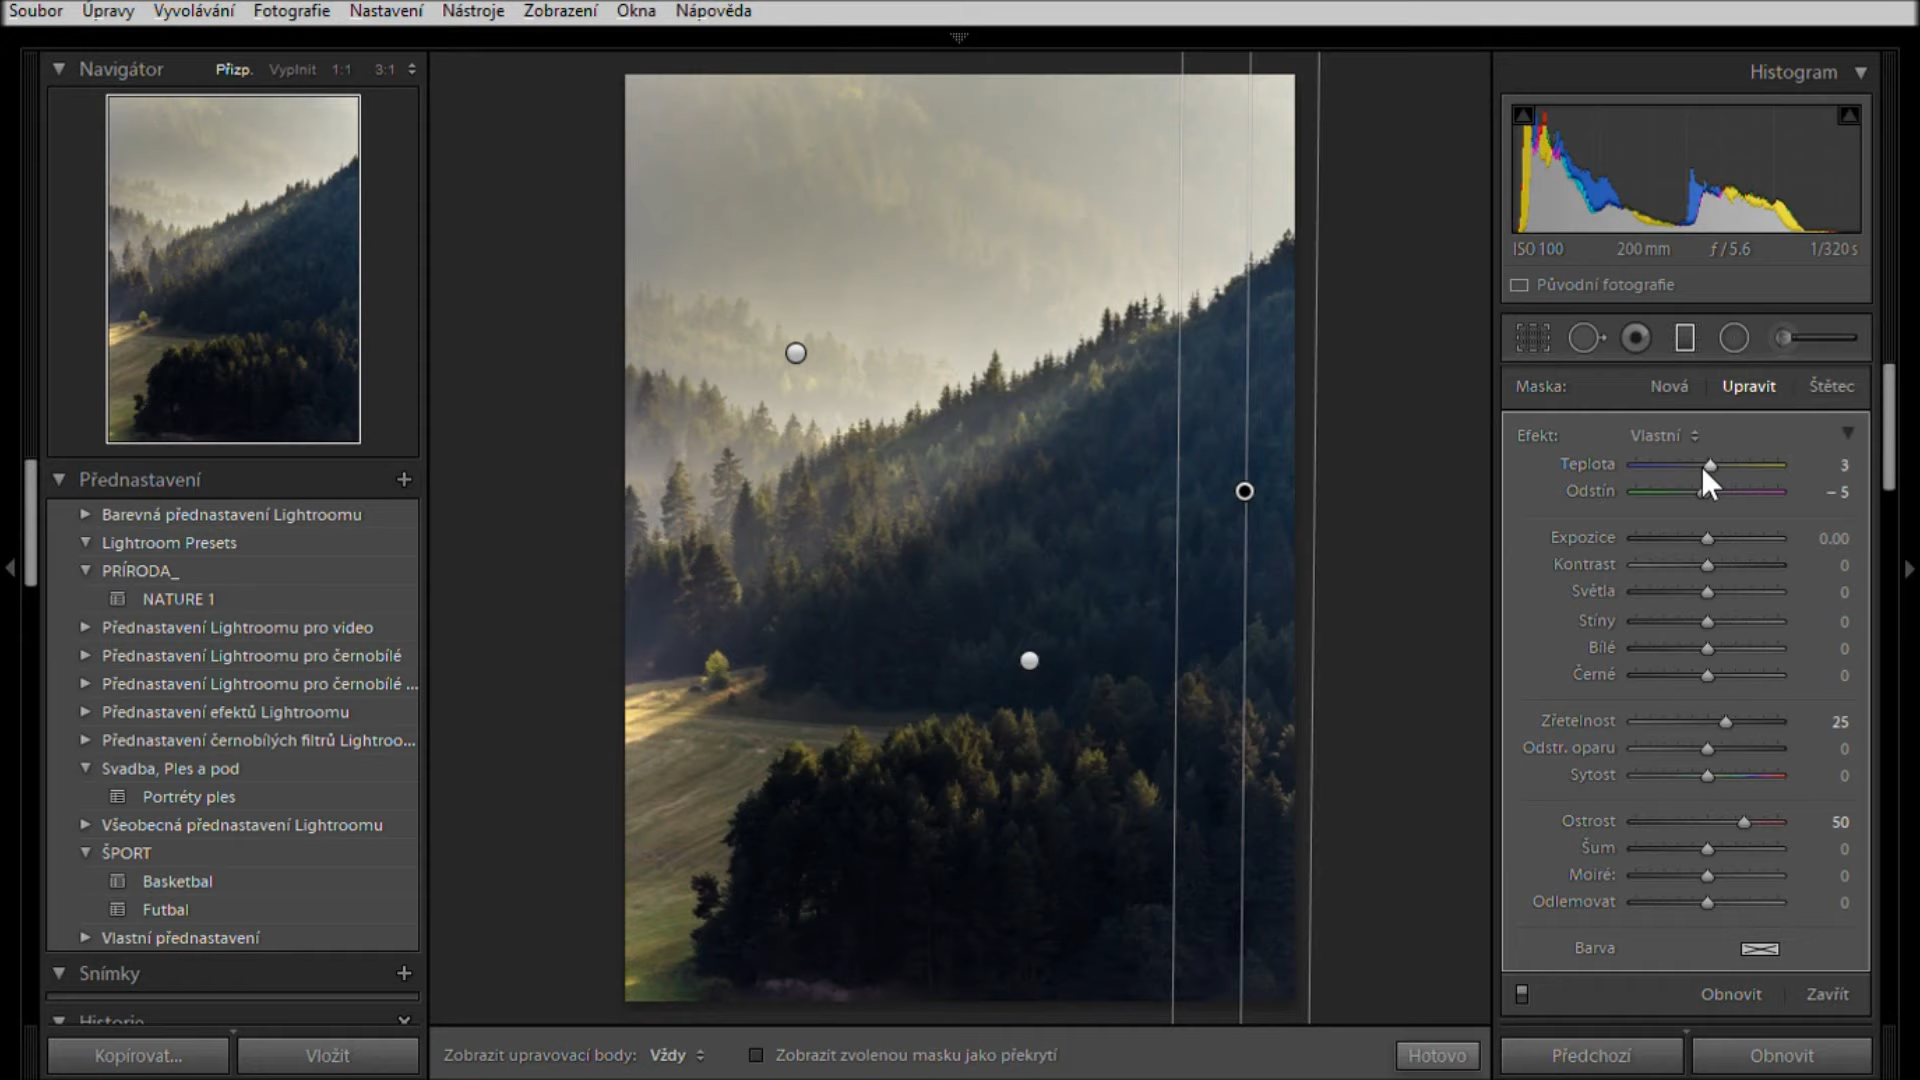 Soubor Úpravy Vyvolávání Fotografie Nastavení Nástroje Zobrazení Okna Nápověda
Navigátor Přizp. Vyplnit 1:1 3:1
Přednastavení
Barevná přednastavení Lightroomu
Lightroom Presets
PRÍRODA_
NATURE 1
Přednastavení Lightroomu pro video
Přednastavení Lightroomu pro černobílé
Přednastavení Lightroomu pro černobílé ...
Přednastavení efektů Lightroomu
Přednastavení černobílých filtrů Lightroo...
Svadba, Ples a pod
Portréty ples
Všeobecná přednastavení Lightroomu
ŠPORT
Basketbal
Futbal
Vlastní přednastavení
Snímky
Historie
Kopírovat... Vložit
Zobrazit upravovací body: Vždy Zobrazit zvolenou masku jako překrytí Hotovo
Histogram
ISO 100 200 mm ƒ / 5.6 1/320 s
Původní fotografie
Maska: Nová Upravit Štětec
Efekt: Vlastní
Teplota 3
Odstín – 5
Expozice 0.00
Kontrast 0
Světla 0
Stíny 0
Bílé 0
Černé 0
Zřetelnost 25
Odstr. oparu 0
Sytost 0
Ostrost 50
Šum 0
Moiré: 0
Odlemovat 0
Barva
Obnovit Zavřít
Předchozí Obnovit